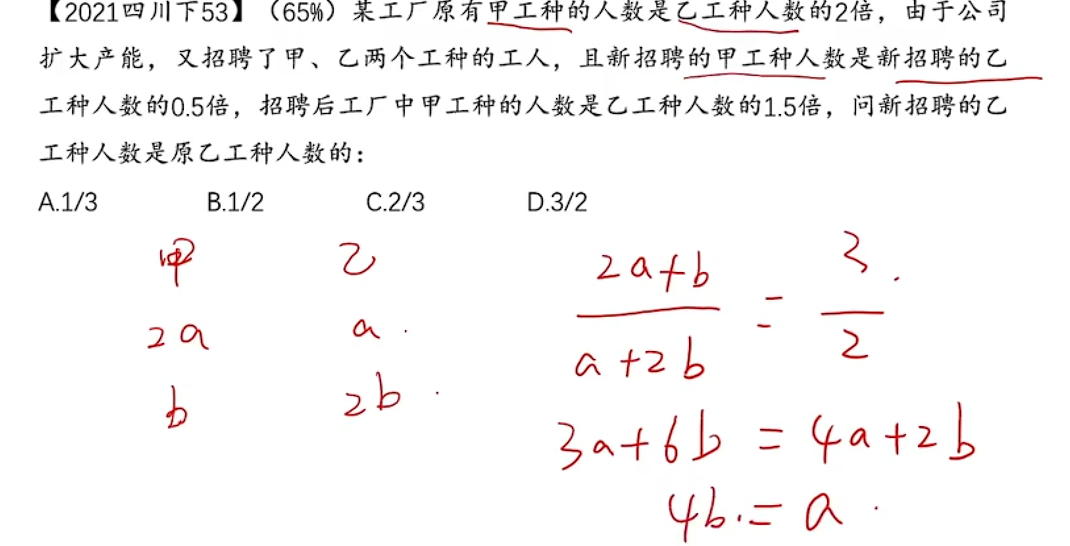 【2021四川下53】（65%）某工厂原有甲工种的人数是乙工种人数的2倍，由于公司
扩大产能，又招聘了甲、乙两个工种的工人，且新招聘的甲工种人数是新招聘的乙
工种人数的0.5倍，招聘后工厂中甲工种的人数是乙工种人数的1.5倍，问新招聘的乙
工种人数是原乙工种人数的：
A.1/3 B.1/2 C.2/3 D.3/2
甲 乙
2a a
b 2b
2a+b
a+2b
=
3
2
3a+6b=4a+2b
4b=a